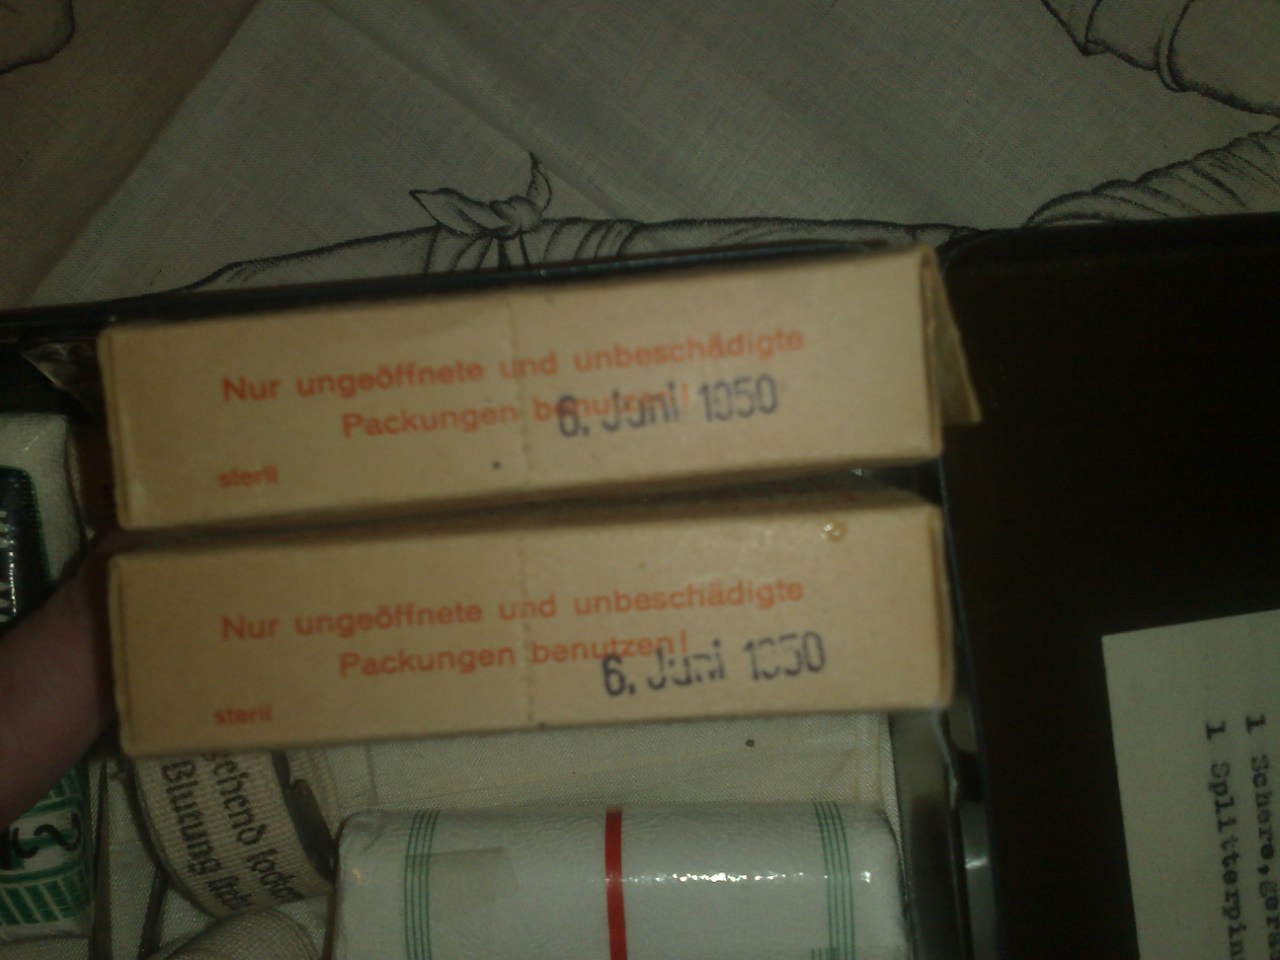 Nur ungeöffnete und unbeschädigte
Packungen benutzen!
6. Juni 1950
steril
Nur ungeöffnete und unbeschädigte
Packungen benutzen!
6. Juni 1950
steril
Blutung
1 Schere,
1 Splitterpin